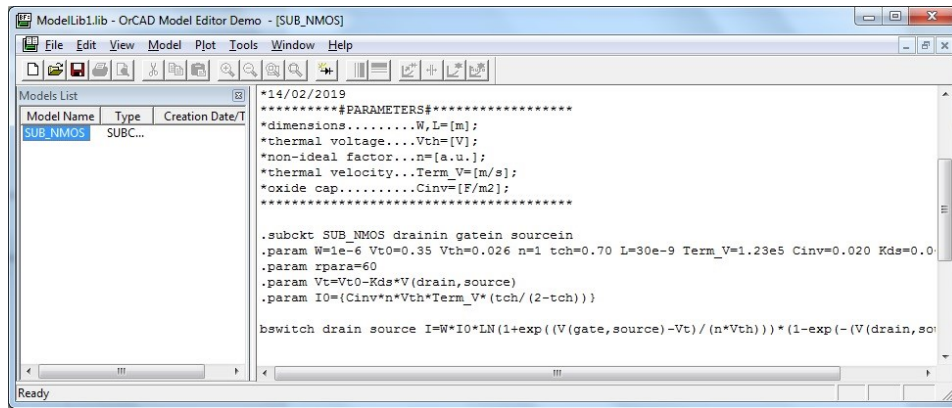 ModelLib1.lib - OrCAD Model Editor Demo - [SUB_NMOS]
File Edit View Model Plot Tools Window Help
Models List
Model Name Type Creation Date/T
SUB_NMOS SUBC...
*14/02/2019
**********#PARAMETERS#******************
*dimensions.........W,L=[m];
*thermal voltage....Vth=[V];
*non-ideal factor...n=[a.u.];
*thermal velocity...Term_V=[m/s];
*oxide cap..........Cinv=[F/m2];
****************************************
.subckt SUB_NMOS drainin gatein sourcein
.param W=1e-6 Vt0=0.35 Vth=0.026 n=1 tch=0.70 L=30e-9 Term_V=1.23e5 Cinv=0.020 Kds=0.0
.param rpara=60
.param Vt=Vt0-Kds*V(drain,source)
.param I0={Cinv*n*Vth*Term_V*(tch/(2-tch))}
bswitch drain source I=W*I0*LN(1+exp((V(gate,source)-Vt)/(n*Vth)))*(1-exp(-(V(drain,sou
Ready